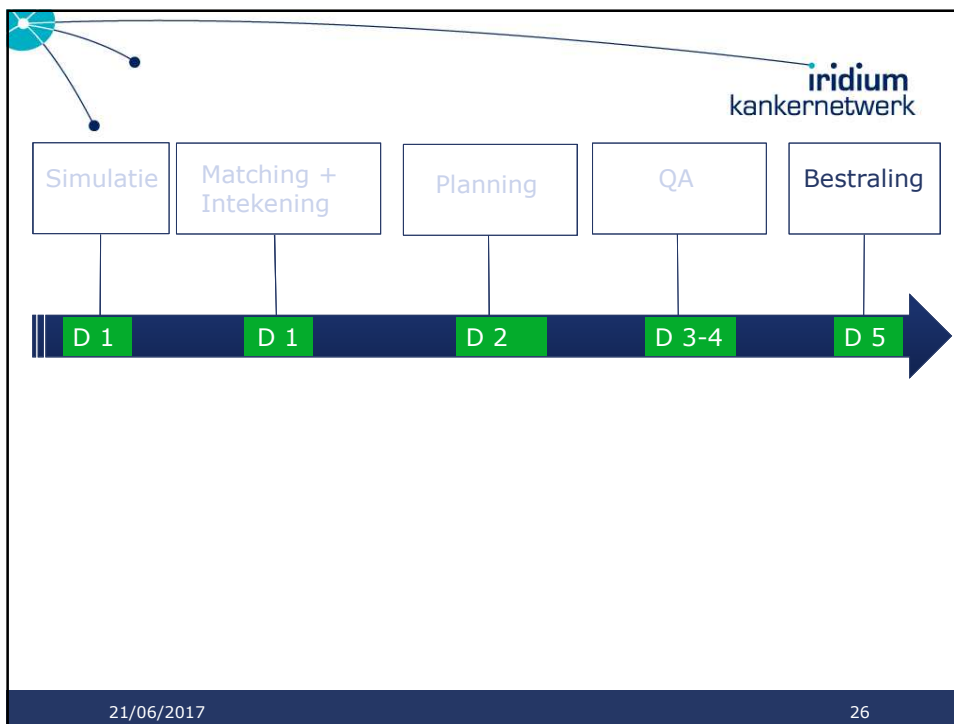 iridium
kankernetwerk
Simulatie
Matching +
Intekening
Planning
QA
Bestraling
D 1
D 1
D 2
D 3-4
D 5
21/06/2017
26